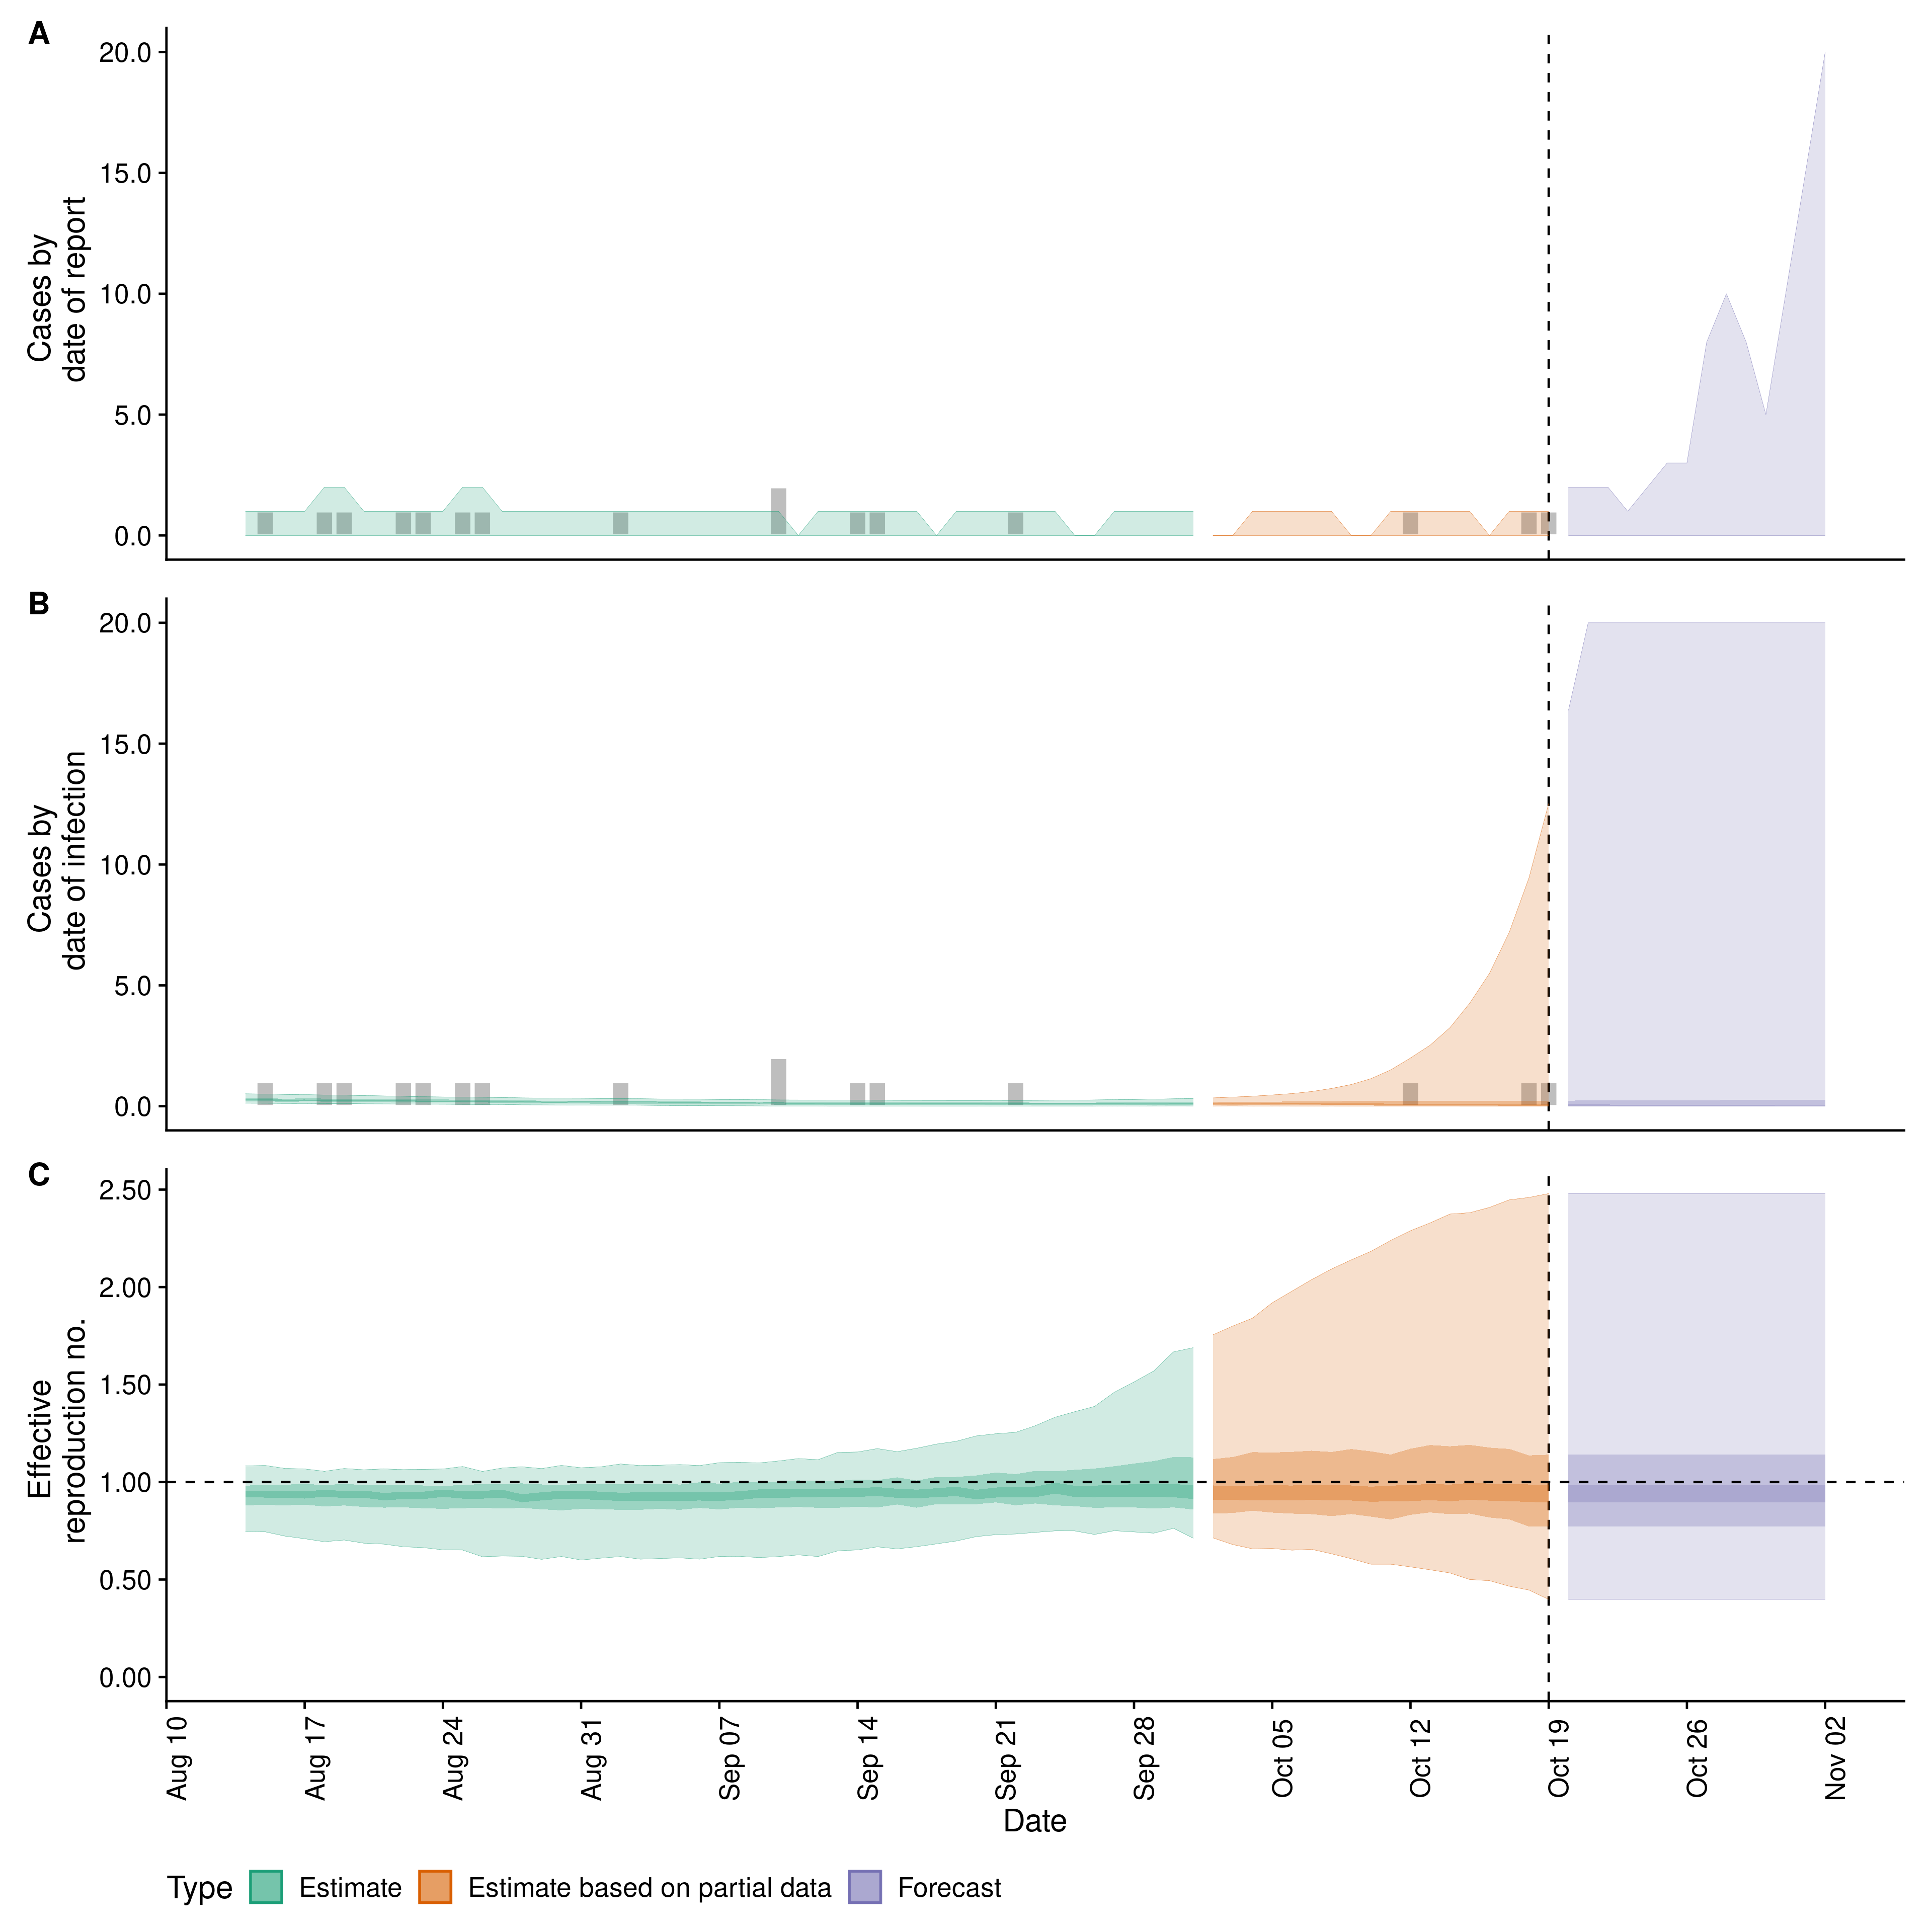 A
20.0
15.0
10.0
5.0
0.0
Cases by
date of report
B
20.0
15.0
10.0
5.0
0.0
Cases by
date of infection
C
2.50
2.00
1.50
1.00
0.50
0.00
Effective
reproduction no.
Aug 10
Aug 17
Aug 24
Aug 31
Sep 07
Sep 14
Sep 21
Sep 28
Oct 05
Oct 12
Oct 19
Oct 26
Nov 02
Date
Type Estimate Estimate based on partial data Forecast